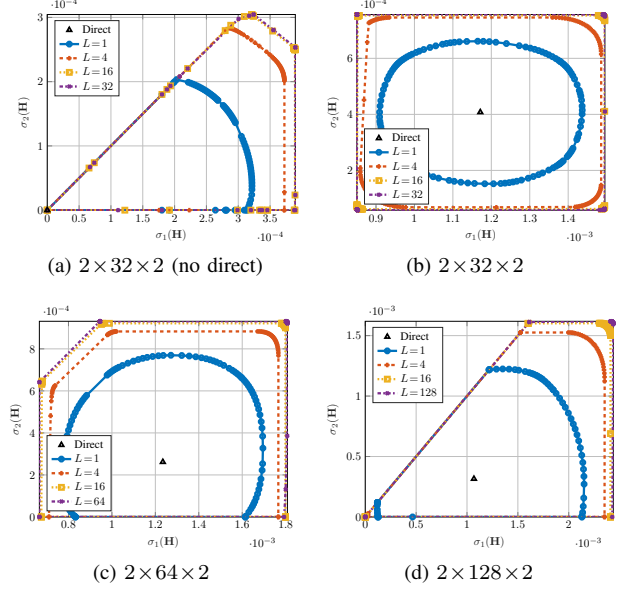 ·10⁻⁴
3
2
1
0
σ₂(H)
Direct
L=1
L=4
L=16
L=32
0 0.5 1 1.5 2 2.5 3 3.5
σ₁(H) ·10⁻⁴
(a) 2×32×2 (no direct)
·10⁻⁴
6
4
2
σ₂(H)
Direct
L=1
L=4
L=16
L=32
0.9 1 1.1 1.2 1.3 1.4
σ₁(H) ·10⁻³
(b) 2×32×2
·10⁻⁴
8
6
4
2
0
σ₂(H)
Direct
L=1
L=4
L=16
L=64
0.8 1 1.2 1.4 1.6 1.8
σ₁(H) ·10⁻³
(c) 2×64×2
·10⁻³
1.5
1
0.5
0
σ₂(H)
Direct
L=1
L=4
L=16
L=128
0 0.5 1 1.5 2
σ₁(H) ·10⁻³
(d) 2×128×2